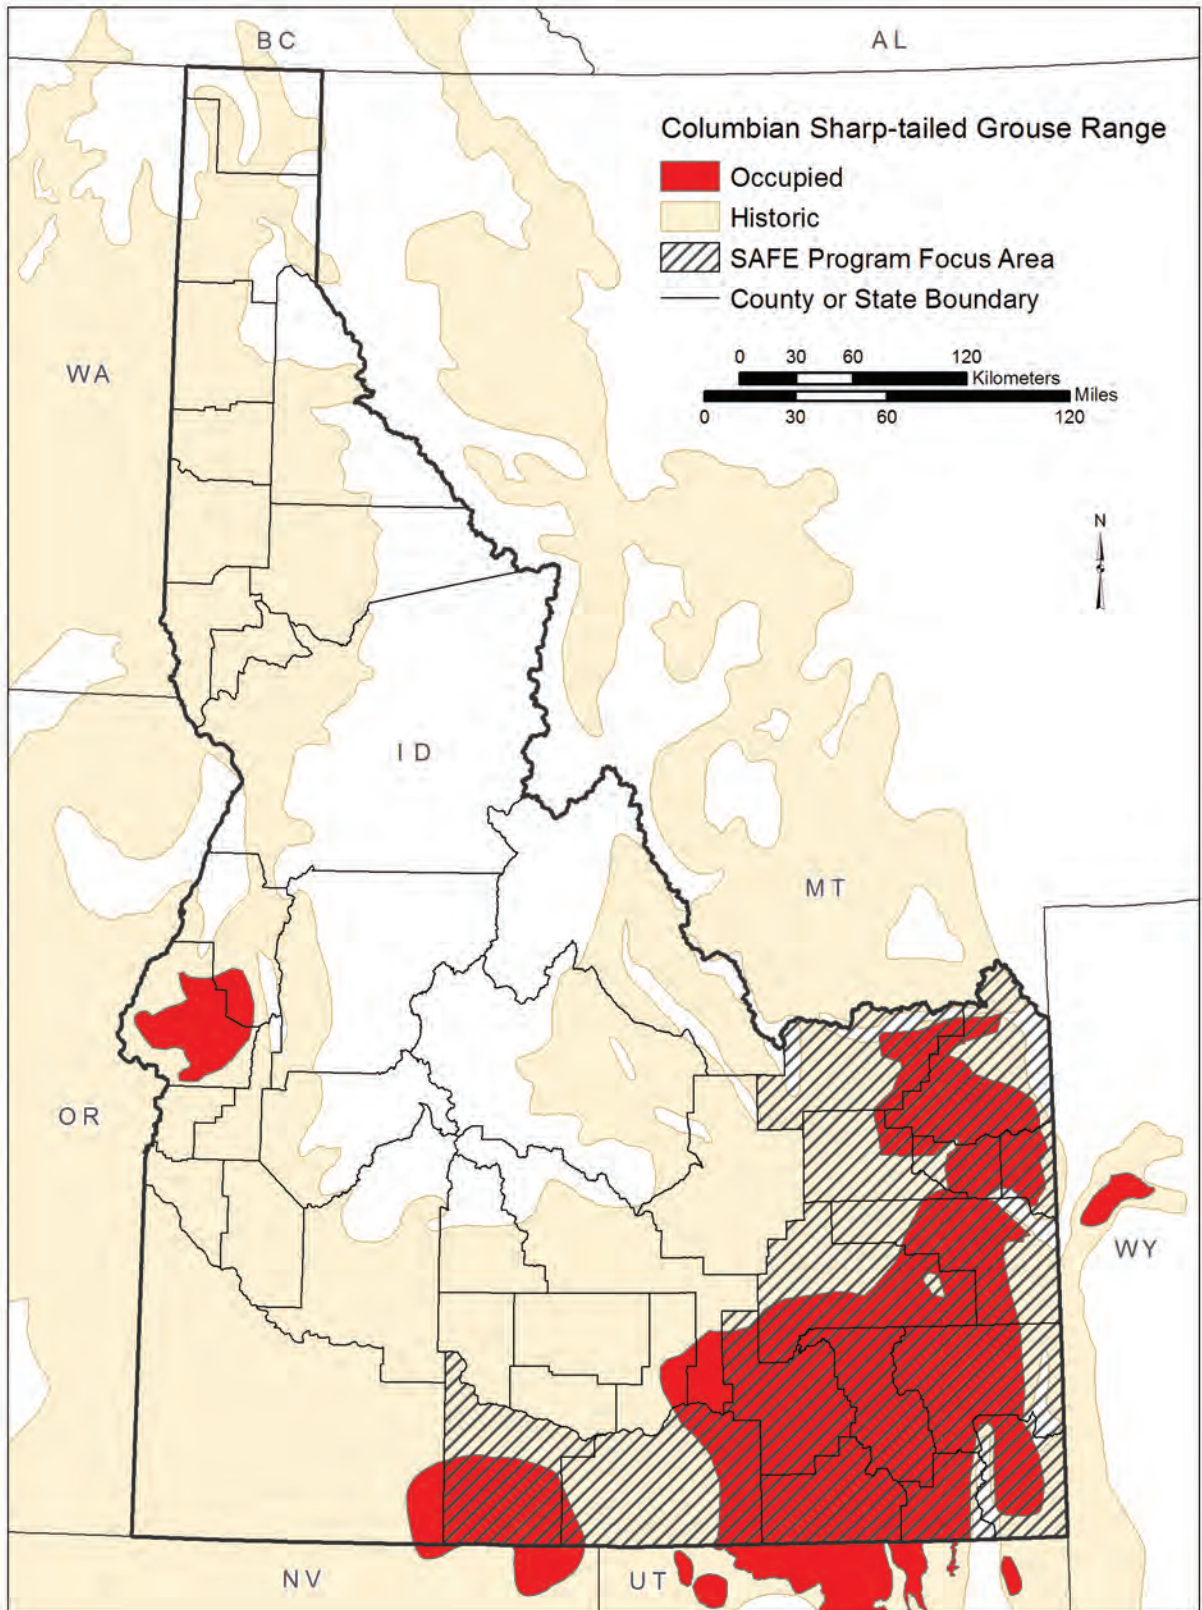 BC
AL
Columbian Sharp-tailed Grouse Range
Occupied
Historic
SAFE Program Focus Area
County or State Boundary
0 30 60 120
Kilometers
Miles
0 30 60 120
WA
N
ID
MT
OR
WY
NV
UT